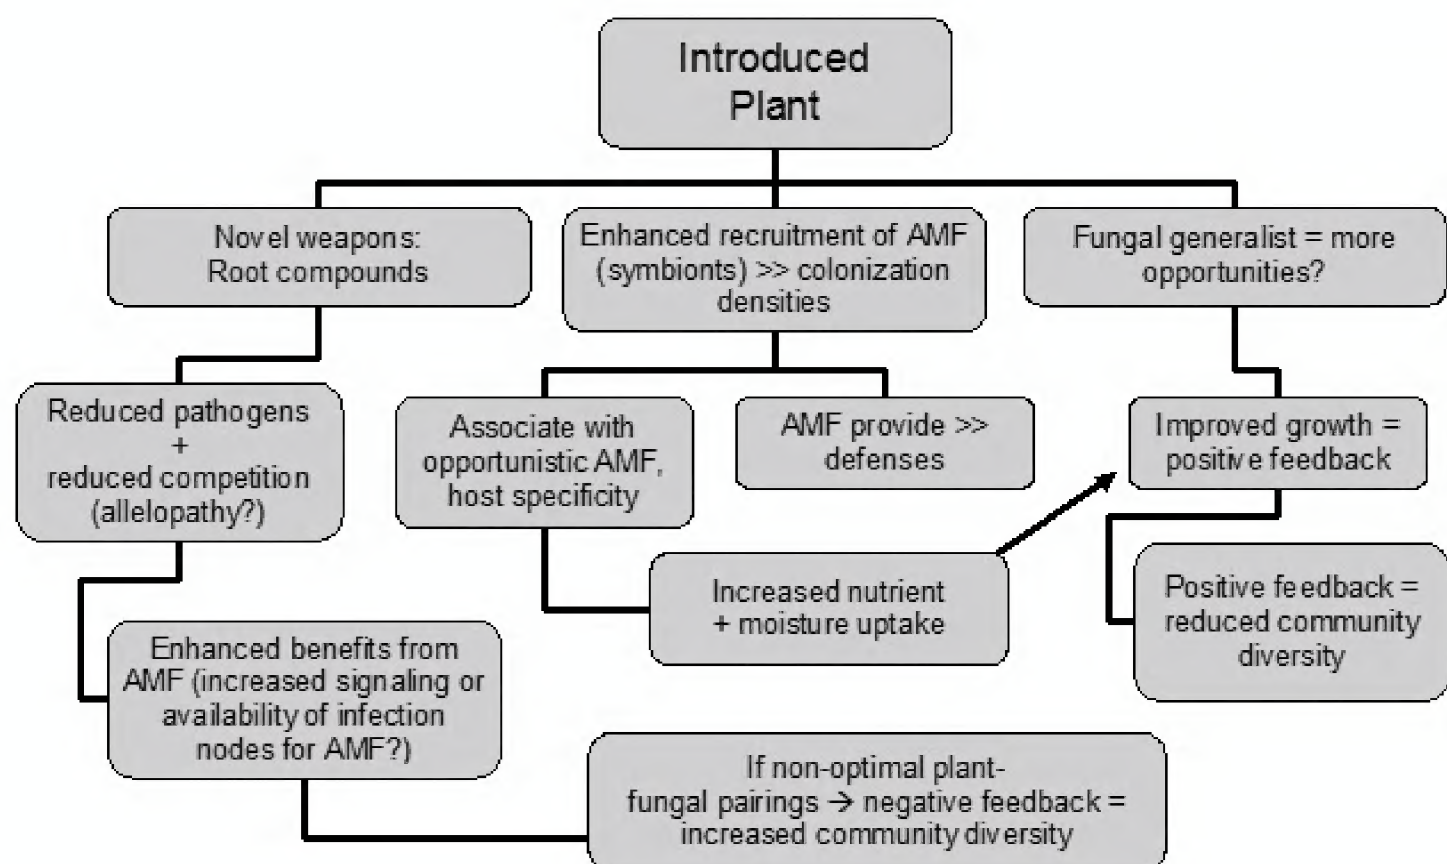 Introduced
Plant
Novel weapons:
Root compounds
Enhanced recruitment of AMF
(symbionts) >> colonization
densities
Fungal generalist = more
opportunities?
Reduced pathogens
+
reduced competition
(allelopathy?)
Associate with
opportunistic AMF,
host specificity
AMF provide >>
defenses
Improved growth =
positive feedback
Increased nutrient
+ moisture uptake
Positive feedback =
reduced community
diversity
Enhanced benefits from
AMF (increased signaling or
availability of infection
nodes for AMF?)
If non-optimal plant-
fungal pairings → negative feedback =
increased community diversity